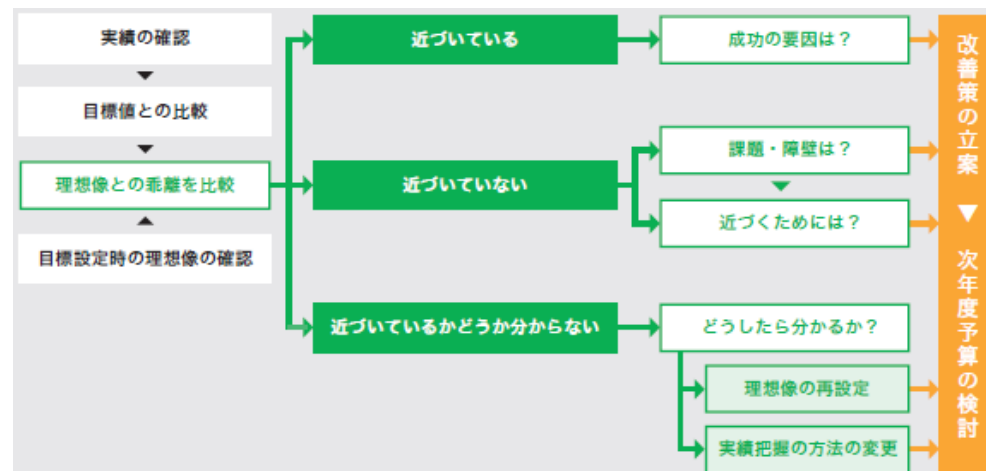 実績の確認
目標値との比較
理想像との乖離を比較
目標設定時の理想像の確認
近づいている
成功の要因は？
近づいていない
課題・障壁は？
近づくためには？
近づいているかどうか分からない
どうしたら分かるか？
理想像の再設定
実績把握の方法の変更
改善策の立案 ▼ 次年度予算の検討